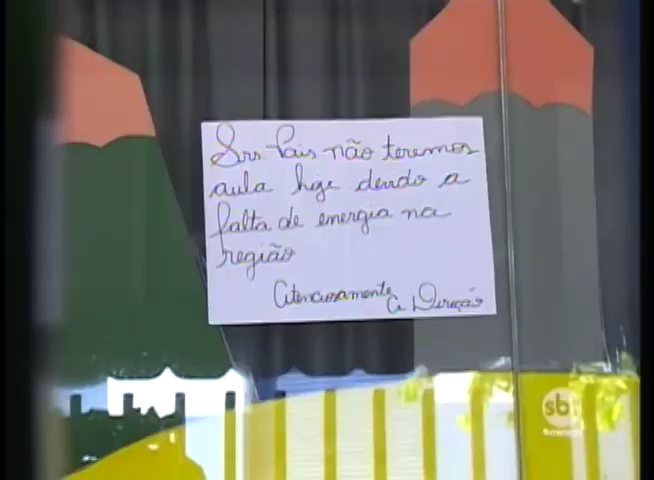 Srs. Pais não teremos
aula hoje devido a
falta de energia na
região
Atenciosamente
A Direção
sbt